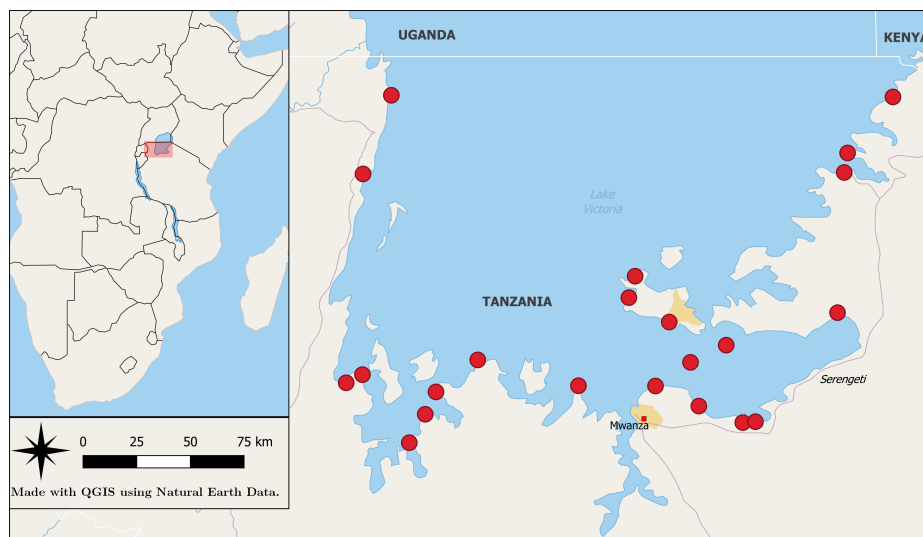 UGANDA
KENYA
Lake
Victoria
TANZANIA
Serengeti
Mwanza
0 25 50 75 km
Made with QGIS using Natural Earth Data.